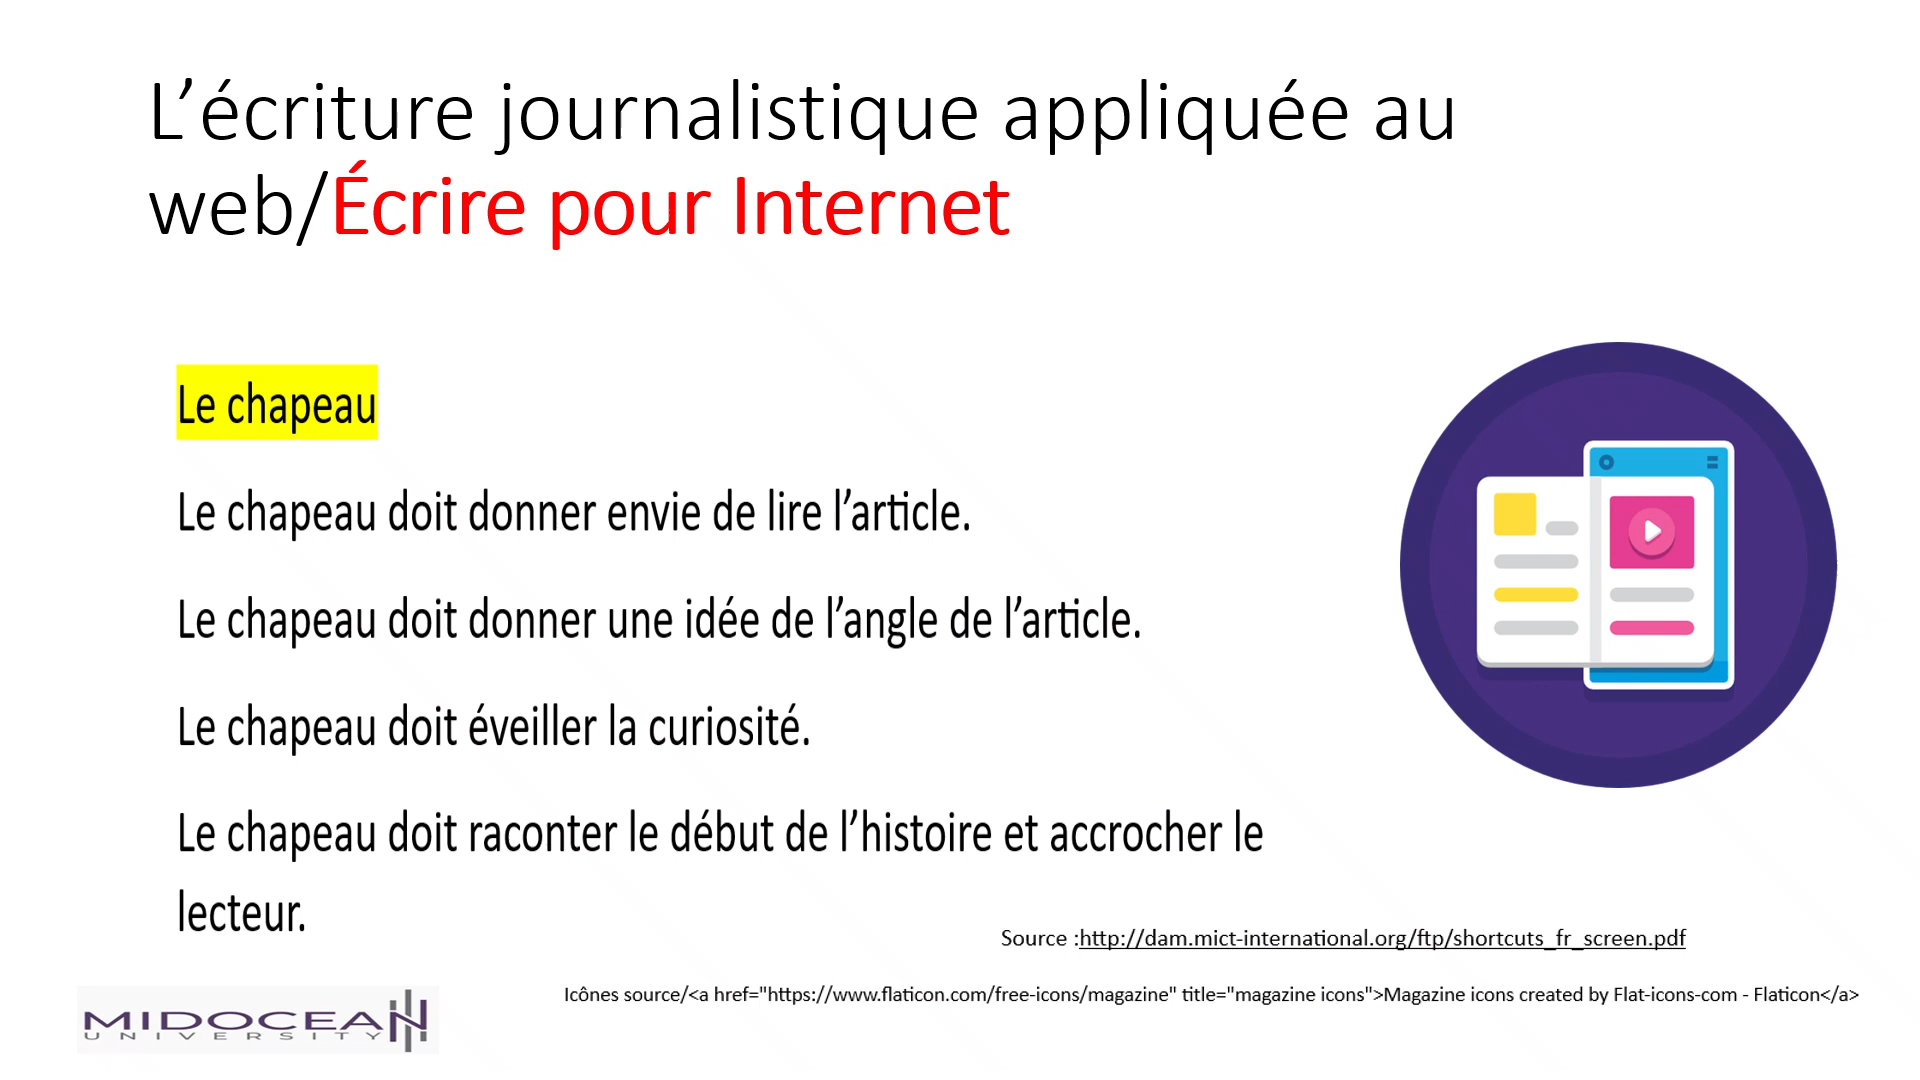 L’écriture journalistique appliquée au
web/Écrire pour Internet
Le chapeau
Le chapeau doit donner envie de lire l’article.
Le chapeau doit donner une idée de l’angle de l’article.
Le chapeau doit éveiller la curiosité.
Le chapeau doit raconter le début de l’histoire et accrocher le
lecteur.
Source :http://dam.mict-international.org/ftp/shortcuts_fr_screen.pdf
Icônes source/<a href="https://www.flaticon.com/free-icons/magazine" title="magazine icons">Magazine icons created by Flat-icons-com - Flaticon</a>
MIDOCEAN
UNIVERSITY